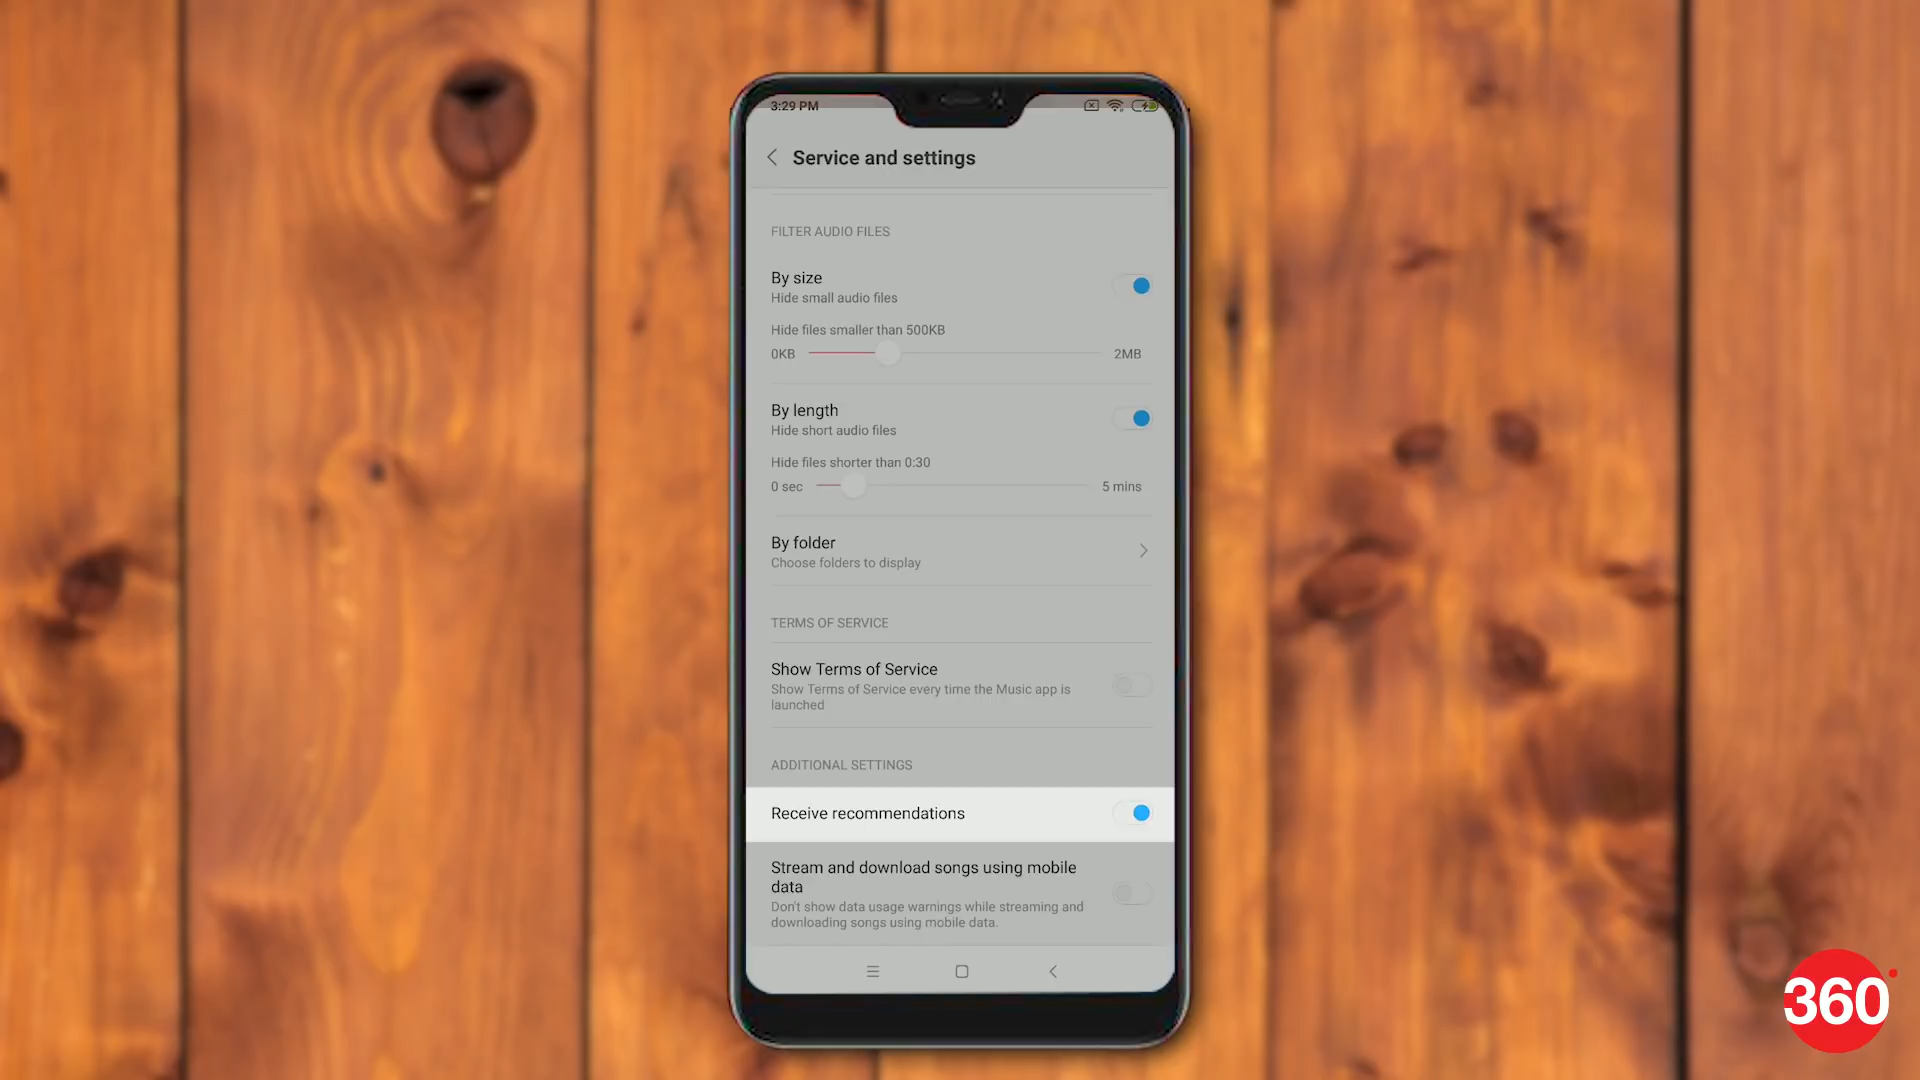 3:29 PM
Service and settings
FILTER AUDIO FILES
By size
Hide small audio files
Hide files smaller than 500KB
0KB
2MB
By length
Hide short audio files
Hide files shorter than 0:30
0 sec
5 mins
By folder
Choose folders to display
TERMS OF SERVICE
Show Terms of Service
Show Terms of Service every time the Music app is
launched
ADDITIONAL SETTINGS
Receive recommendations
Stream and download songs using mobile
data
Don't show data usage warnings while streaming and
downloading songs using mobile data.
360